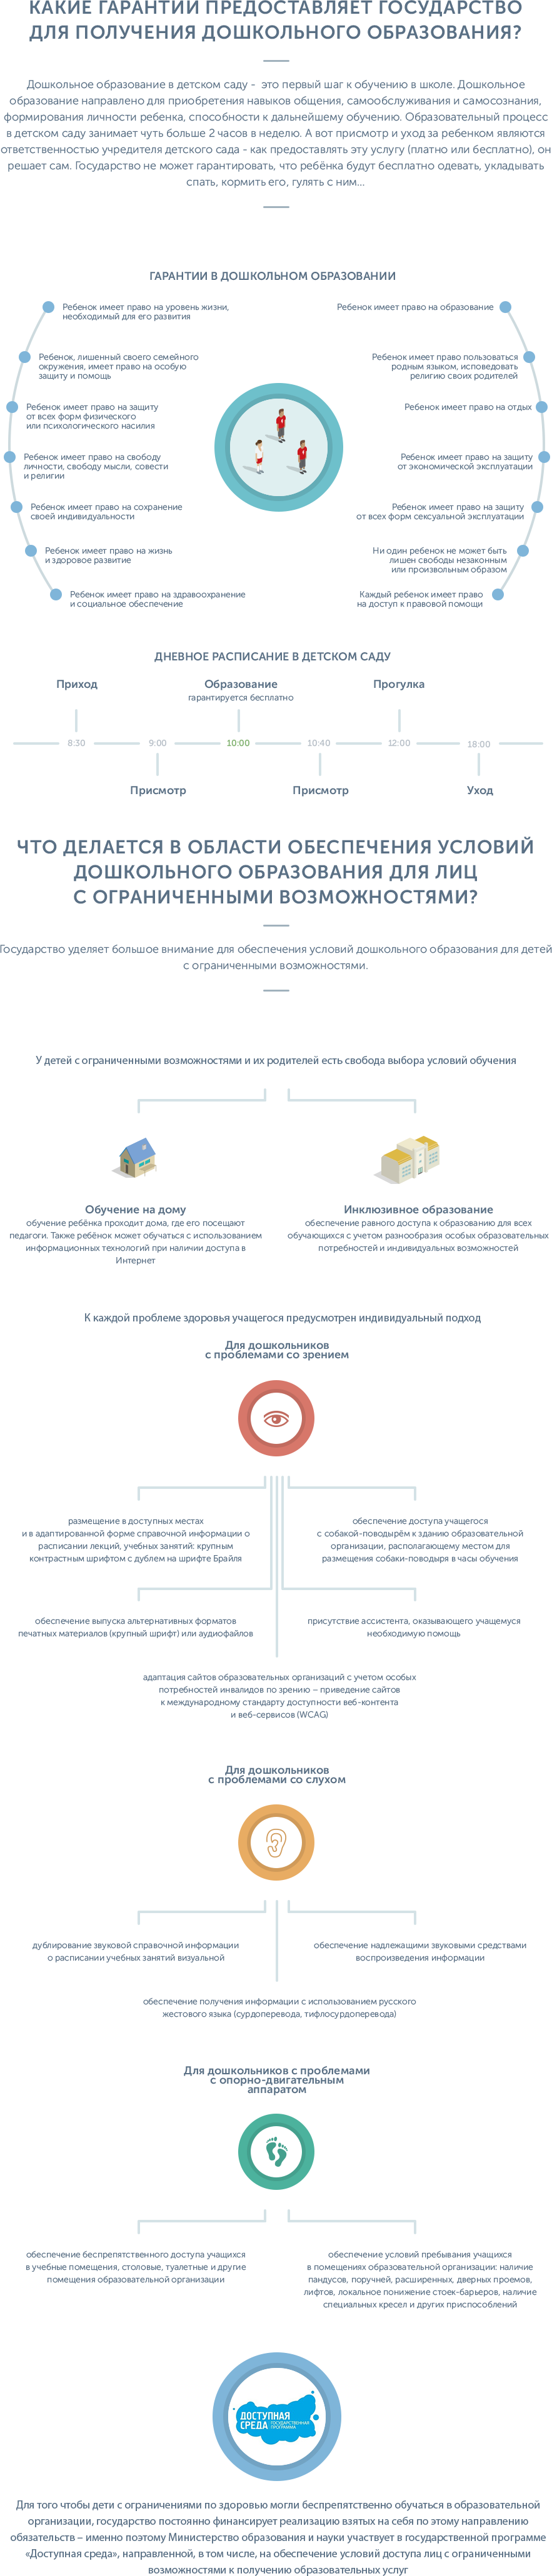 КАКИЕ ГАРАНТИИ ПРЕДОСТАВЛЯЕТ ГОСУДАРСТВО
ДЛЯ ПОЛУЧЕНИЯ ДОШКОЛЬНОГО ОБРАЗОВАНИЯ?
Дошкольное образование в детском саду - это первый шаг к обучению в школе. Дошкольное
образование направлено для приобретения навыков общения, самообслуживания и самосознания,
формирования личности ребенка, способности к дальнейшему обучению. Образовательный процесс
в детском саду занимает чуть больше 2 часов в неделю. А вот присмотр и уход за ребенком являются
ответственностью учредителя детского сада - как предоставлять эту услугу (платно или бесплатно), он
решает сам. Государство не может гарантировать, что ребёнка будут бесплатно одевать, укладывать
спать, кормить его, гулять с ним...
ГАРАНТИИ В ДОШКОЛЬНОМ ОБРАЗОВАНИИ
Ребенок имеет право на уровень жизни,
необходимый для его развития
Ребенок, лишенный своего семейного
окружения, имеет право на особую
защиту и помощь
Ребенок имеет право на защиту
от всех форм физического
или психологического насилия
Ребенок имеет право на свободу
личности, свободу мысли, совести
и религии
Ребенок имеет право на сохранение
своей индивидуальности
Ребенок имеет право на жизнь
и здоровое развитие
Ребенок имеет право на здравоохранение
и социальное обеспечение
Ребенок имеет право на образование
Ребенок имеет право пользоваться
родным языком, исповедовать
религию своих родителей
Ребенок имеет право на отдых
Ребенок имеет право на защиту
от экономической эксплуатации
Ребенок имеет право на защиту
от всех форм сексуальной эксплуатации
Ни один ребенок не может быть
лишен свободы незаконным
или произвольным образом
Каждый ребенок имеет право
на доступ к правовой помощи
ДНЕВНОЕ РАСПИСАНИЕ В ДЕТСКОМ САДУ
Приход
Образование
гарантируется бесплатно
Прогулка
8:30 9:00 10:00 10:40 12:00 18:00
Присмотр
Присмотр
Уход
ЧТО ДЕЛАЕТСЯ В ОБЛАСТИ ОБЕСПЕЧЕНИЯ УСЛОВИЙ
ДОШКОЛЬНОГО ОБРАЗОВАНИЯ ДЛЯ ЛИЦ
С ОГРАНИЧЕННЫМИ ВОЗМОЖНОСТЯМИ?
Государство уделяет большое внимание для обеспечения условий дошкольного образования для детей
с ограниченными возможностями.
У детей с ограниченными возможностями и их родителей есть свобода выбора условий обучения
Обучение на дому
обучение ребёнка проходит дома, где его посещают
педагоги. Также ребёнок может обучаться с использованием
информационных технологий при наличии доступа в
Интернет
Инклюзивное образование
обеспечение равного доступа к образованию для всех
обучающихся с учетом разнообразия особых образовательных
потребностей и индивидуальных возможностей
К каждой проблеме здоровья учащегося предусмотрен индивидуальный подход
Для дошкольников
с проблемами со зрением
размещение в доступных местах
и в адаптированной форме справочной информации о
расписании лекций, учебных занятий: крупным
контрастным шрифтом с дублем на шрифте Брайля
обеспечение доступа учащегося
с собакой-поводырём к зданию образовательной
организации, располагающему местом для
размещения собаки-поводыря в часы обучения
обеспечение выпуска альтернативных форматов
печатных материалов (крупный шрифт) или аудиофайлов
присутствие ассистента, оказывающего учащемуся
необходимую помощь
адаптация сайтов образовательных организаций с учетом особых
потребностей инвалидов по зрению – приведение сайтов
к международному стандарту доступности веб-контента
и веб-сервисов (WCAG)
Для дошкольников
с проблемами со слухом
дублирование звуковой справочной информации
о расписании учебных занятий визуальной
обеспечение надлежащими звуковыми средствами
воспроизведения информации
обеспечение получения информации с использованием русского
жестового языка (сурдоперевода, тифлосурдоперевода)
Для дошкольников с проблемами
с опорно-двигательным
аппаратом
обеспечение беспрепятственного доступа учащихся
в учебные помещения, столовые, туалетные и другие
помещения образовательной организации
обеспечение условий пребывания учащихся
в помещениях образовательной организации: наличие
пандусов, поручней, расширенных, дверных проемов,
лифтов, локальное понижение стоек-барьеров, наличие
специальных кресел и других приспособлений
ДОСТУПНАЯ
СРЕДА ГОСУДАРСТВЕННАЯ
ПРОГРАММА
Для того чтобы дети с ограничениями по здоровью могли беспрепятственно обучаться в образовательной
организации, государство постоянно финансирует реализацию взятых на себя по этому направлению
обязательств – именно поэтому Министерство образования и науки участвует в государственной программе
«Доступная среда», направленной, в том числе, на обеспечение условий доступа лиц с ограниченными
возможностями к получению образовательных услуг